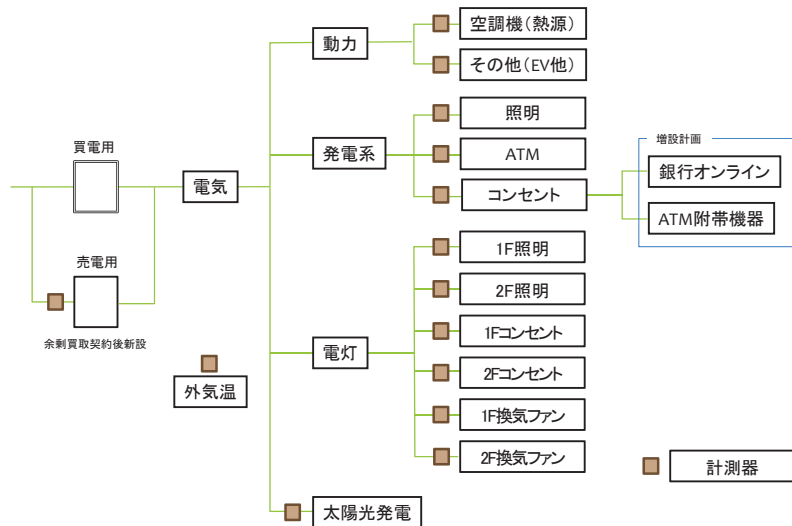 買電用
売電用
余剰買取契約後新設
電気
外気温
動力
空調機(熱源)
その他(EV他)
発電系
照明
ATM
コンセント
増設計画
銀行オンライン
ATM附帯機器
電灯
1F照明
2F照明
1Fコンセント
2Fコンセント
1F換気ファン
2F換気ファン
太陽光発電
計測器